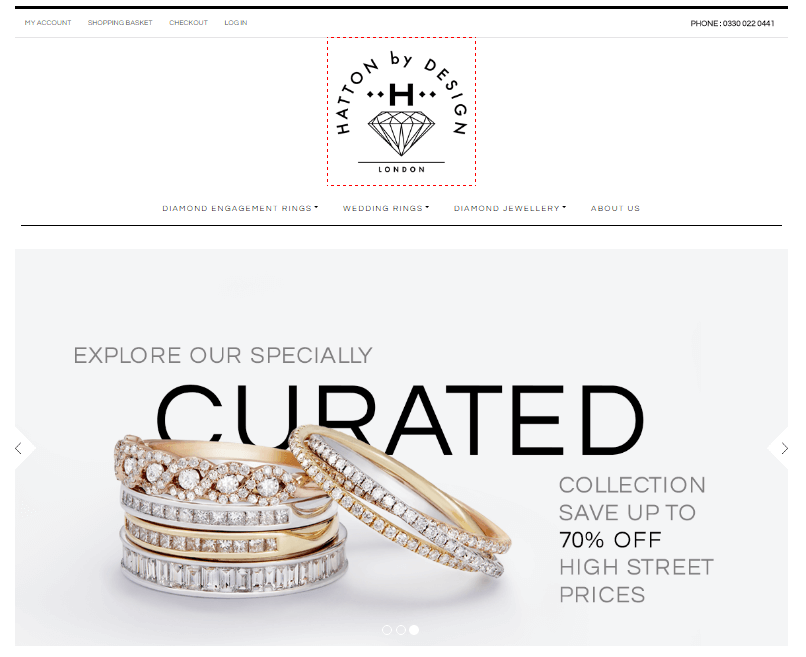 MY ACCOUNT SHOPPING BASKET CHECKOUT LOG IN PHONE : 0330 022 0441
HATTON by DESIGN
H
LONDON
DIAMOND ENGAGEMENT RINGS WEDDING RINGS DIAMOND JEWELLERY ABOUT US
EXPLORE OUR SPECIALLY
CURATED
COLLECTION
SAVE UP TO
70% OFF
HIGH STREET
PRICES